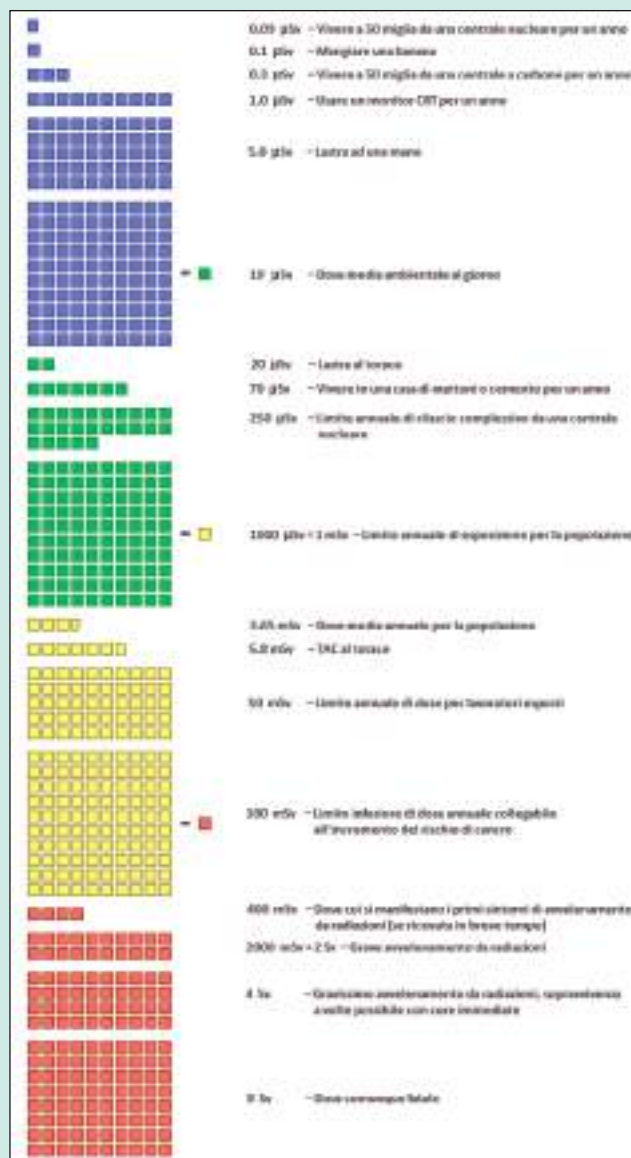 0.09 µSv – Vivere a 50 miglia da una centrale nucleare per un anno
0.1 µSv – Mangiare una banana
0.3 µSv – Vivere a 50 miglia da una centrale a carbone per un anno
1.0 µSv – Usare un monitor CRT per un anno
– Lastra ad una mano
10 µSv – Dose media ambientale al giorno
20 µSv – Lastra al torace
70 µSv – Vivere in una casa di mattoni o cemento per un anno
250 µSv – Limite annuale di rilascio complessivo da una centrale
nucleare
1000 µSv = 1 mSv – Limite annuale di esposizione per la popolazione
3.65 mSv – Dose media annuale per la popolazione
5.8 mSv – TAC al torace
50 mSv – Limite annuale di dose per lavoratori esposti
mSv – Limite inferiore di dose annuale collegabile
all'incremento del rischio di cancro
400 mSv – Dose cui si manifestano i primi sintomi di avvelenamento
da radiazioni (se ricevuta in breve tempo)
2000 mSv = 2 Sv – Grave avvelenamento da radiazioni
4 Sv – Gravissimo avvelenamento da radiazioni, sopravvivenza
a volte possibile con cure immediate
8 Sv – Dose comunque fatale